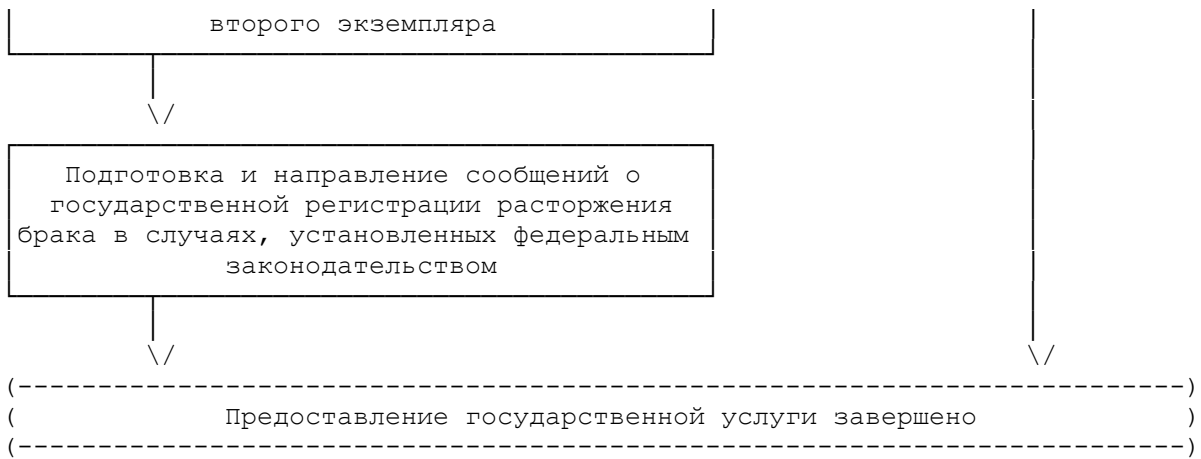 второго экземпляра
\/
Подготовка и направление сообщений о
государственной регистрации расторжения
брака в случаях, установленных федеральным
законодательством
\/ \/
(-------------------------------------------------------------------------)
( Предоставление государственной услуги завершено )
(-------------------------------------------------------------------------)